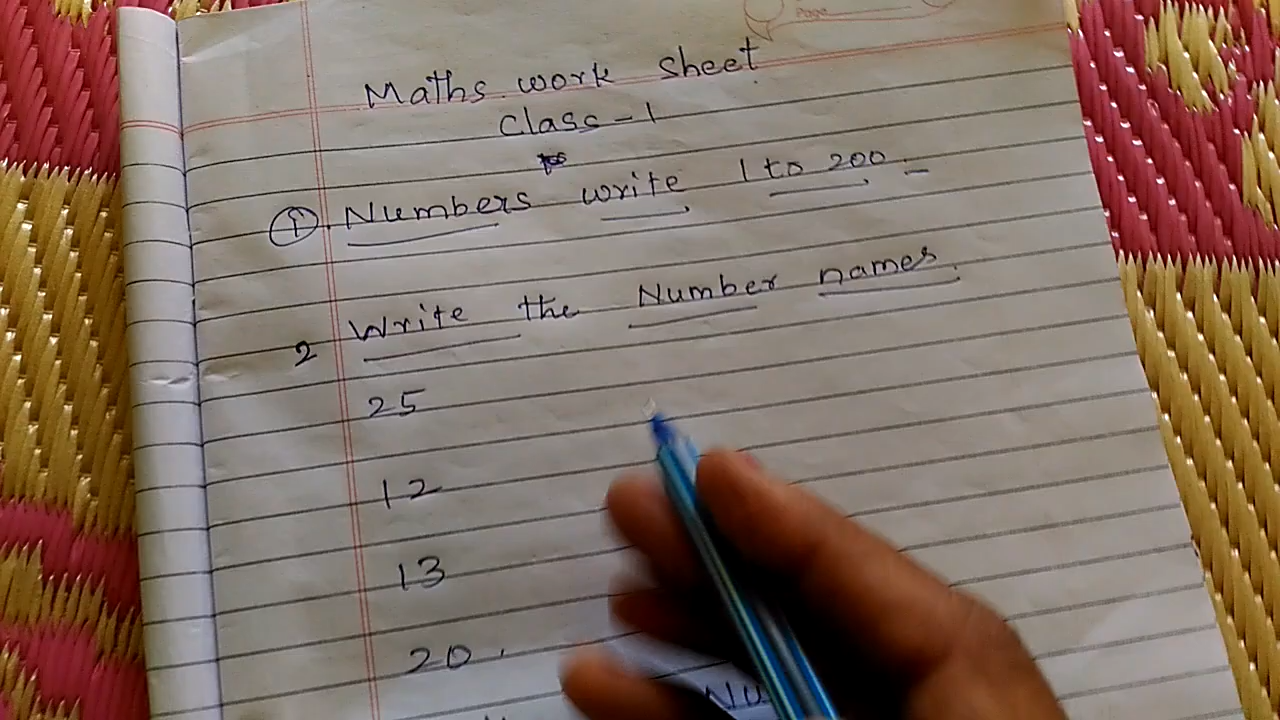 Page
Maths work sheet
Class - 1
1. Numbers write 1 to 200.
2 Write the Number names.
25
12
13
20.